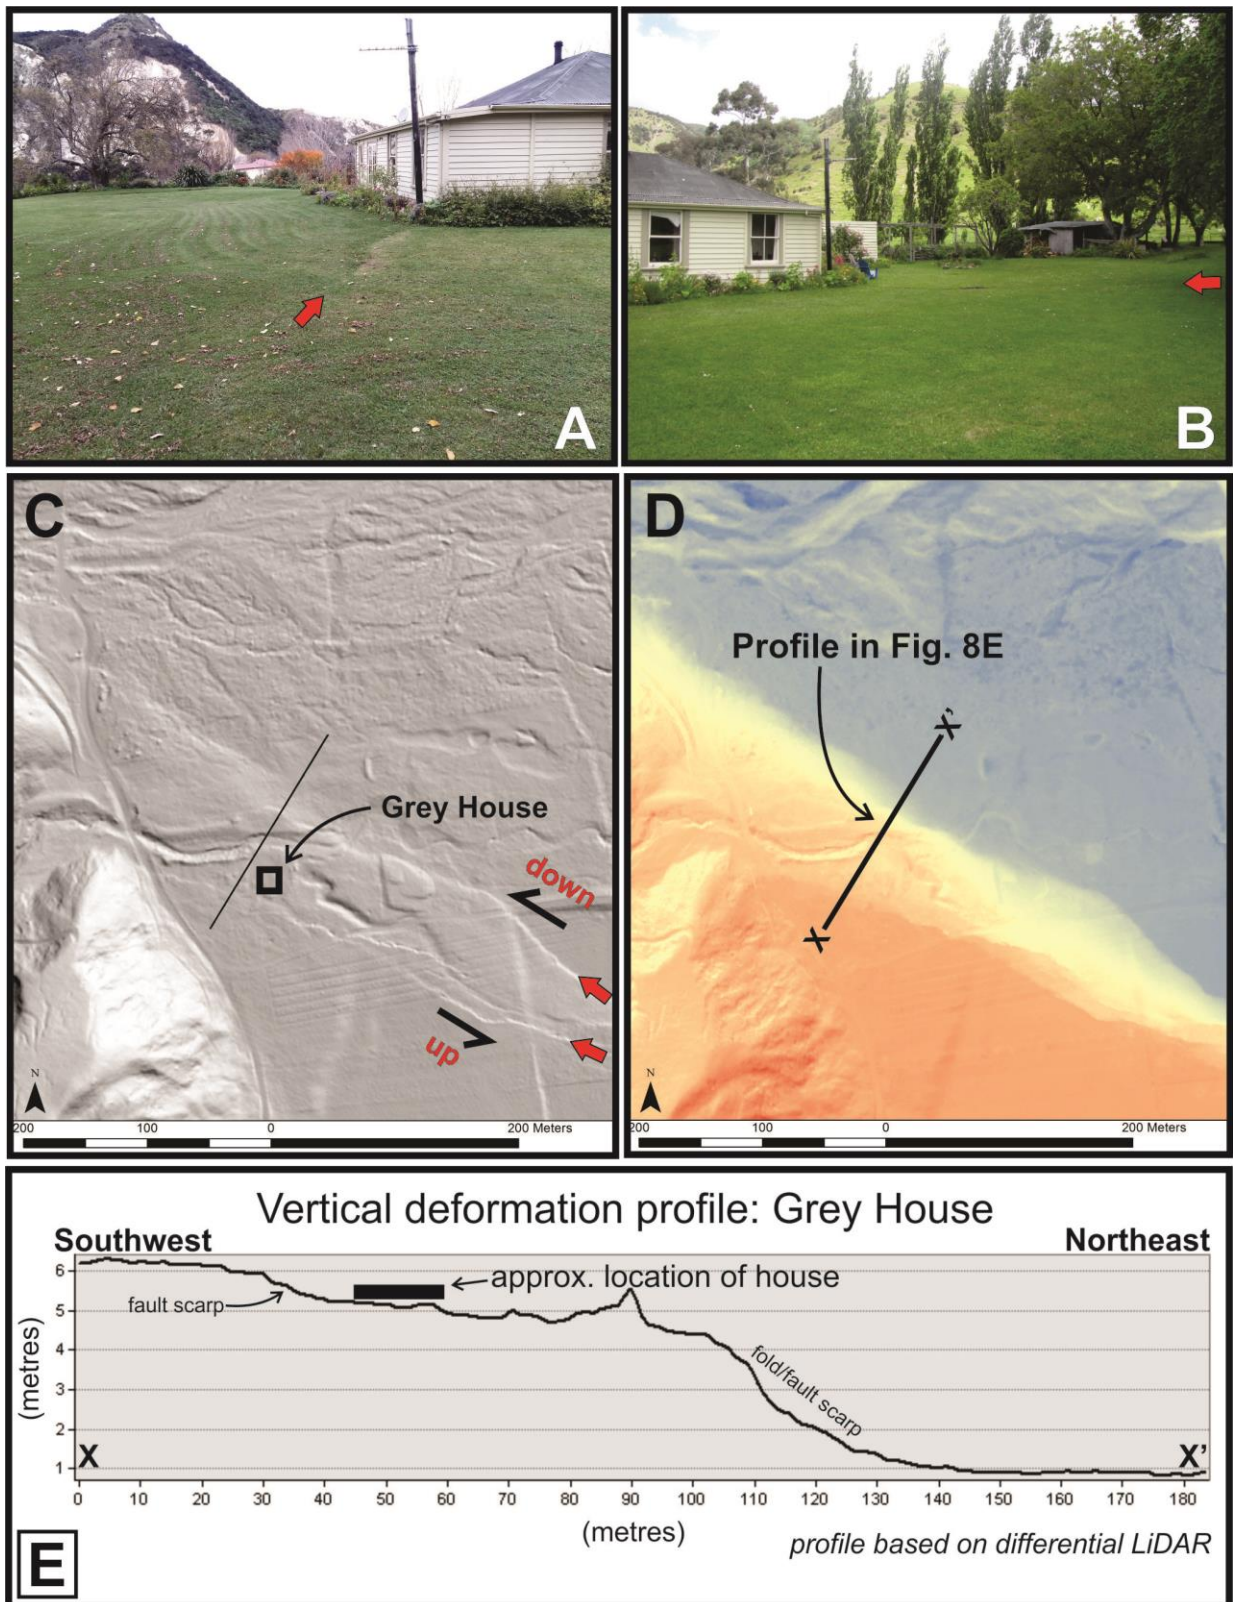 A
B
C
Grey House
down
up
N
200
100
0
200 Meters
D
Profile in Fig. 8E
X'
X
N
200
100
0
200 Meters
Vertical deformation profile: Grey House
Southwest
Northeast
approx. location of house
fault scarp
fold/fault scarp
(metres)
6
5
4
3
2
1
X
X'
0 10 20 30 40 50 60 70 80 90 100 110 120 130 140 150 160 170 180
(metres)
profile based on differential LiDAR
E